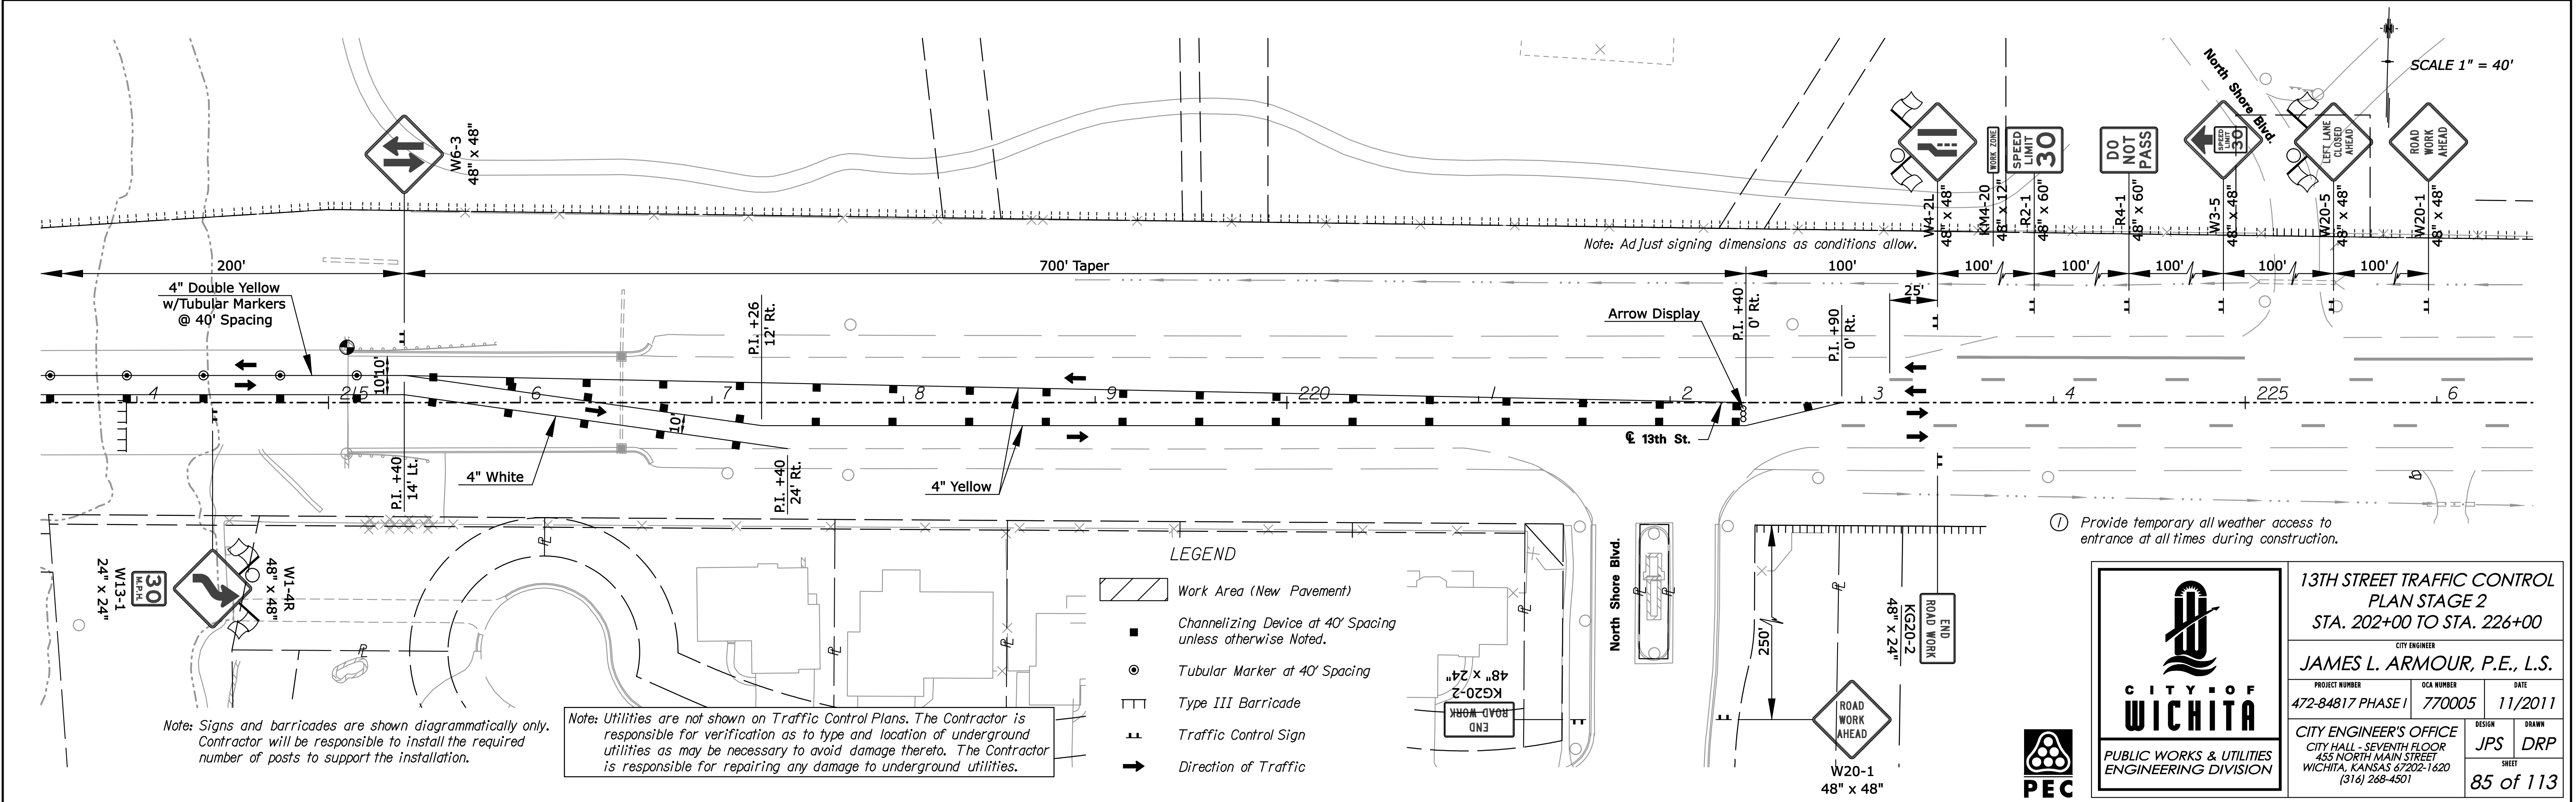 SCALE 1" = 40'
North Shore Blvd.
W6-3
48" x 48"
W4-2L
48" x 48"
WORK ZONE
KM4-20
48" x 12"
SPEED
LIMIT
30
R2-1
48" x 60"
DO
NOT
PASS
R4-1
48" x 60"
SPEED
LIMIT
30
W3-5
48" x 48"
LEFT LANE
CLOSED
AHEAD
W20-5
48" x 48"
ROAD
WORK
AHEAD
W20-1
48" x 48"
Note: Adjust signing dimensions as conditions allow.
200'
700' Taper
100'
100'
100'
100'
100'
100'
25'
4" Double Yellow
w/Tubular Markers
@ 40' Spacing
P.I. +26
12' Rt.
Arrow Display
P.I. +40
0' Rt.
P.I. +90
0' Rt.
10'
10'
4
215
6
7
8
9
220
1
2
3
4
225
6
10'
℄ 13th St.
P.I. +40
14' Lt.
4" White
P.I. +40
24' Rt.
4" Yellow
W13-1
24" x 24"
30
M.P.H.
W1-4R
48" x 48"
LEGEND
Work Area (New Pavement)
Channelizing Device at 40' Spacing
unless otherwise Noted.
Tubular Marker at 40' Spacing
Type III Barricade
Traffic Control Sign
Direction of Traffic
Note: Signs and barricades are shown diagrammatically only.
Contractor will be responsible to install the required
number of posts to support the installation.
Note: Utilities are not shown on Traffic Control Plans. The Contractor is
responsible for verification as to type and location of underground
utilities as may be necessary to avoid damage thereto. The Contractor
is responsible for repairing any damage to underground utilities.
48" x 24"
KG20-2
END
ROAD WORK
North Shore Blvd.
250'
KG20-2
48" x 24"
END
ROAD WORK
ROAD
WORK
AHEAD
W20-1
48" x 48"
1 Provide temporary all weather access to
entrance at all times during construction.
PEC
CITY OF
WICHITA
PUBLIC WORKS & UTILITIES
ENGINEERING DIVISION
13TH STREET TRAFFIC CONTROL
PLAN STAGE 2
STA. 202+00 TO STA. 226+00
CITY ENGINEER
JAMES L. ARMOUR, P.E., L.S.
PROJECT NUMBER
472-84817 PHASE I
OCA NUMBER
770005
DATE
11/2011
CITY ENGINEER'S OFFICE
CITY HALL - SEVENTH FLOOR
455 NORTH MAIN STREET
WICHITA, KANSAS 67202-1620
(316) 268-4501
DESIGN
JPS
DRAWN
DRP
SHEET
85 of 113